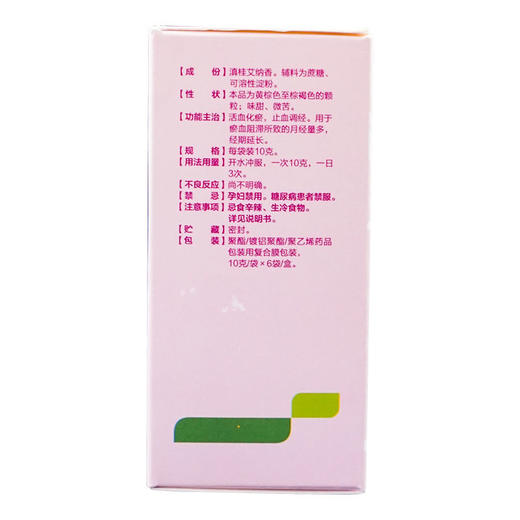 【成　份】滇桂艾纳香。辅料为蔗糖、
可溶性淀粉。
【性　状】本品为黄棕色至棕褐色的颗
粒；味甜、微苦。
【功能主治】活血化瘀，止血调经。用于
瘀血阻滞所致的月经量多，
经期延长。
【规　格】每袋装10克。
【用法用量】开水冲服，一次10克，一日
3次。
【不良反应】尚不明确。
【禁　忌】孕妇禁用。糖尿病患者禁服。
【注意事项】忌食辛辣、生冷食物。
详见说明书。
【贮　藏】密封。
【包　装】聚酯/镀铝聚酯/聚乙烯药品
包装用复合膜包装，
10克/袋×6袋/盒。